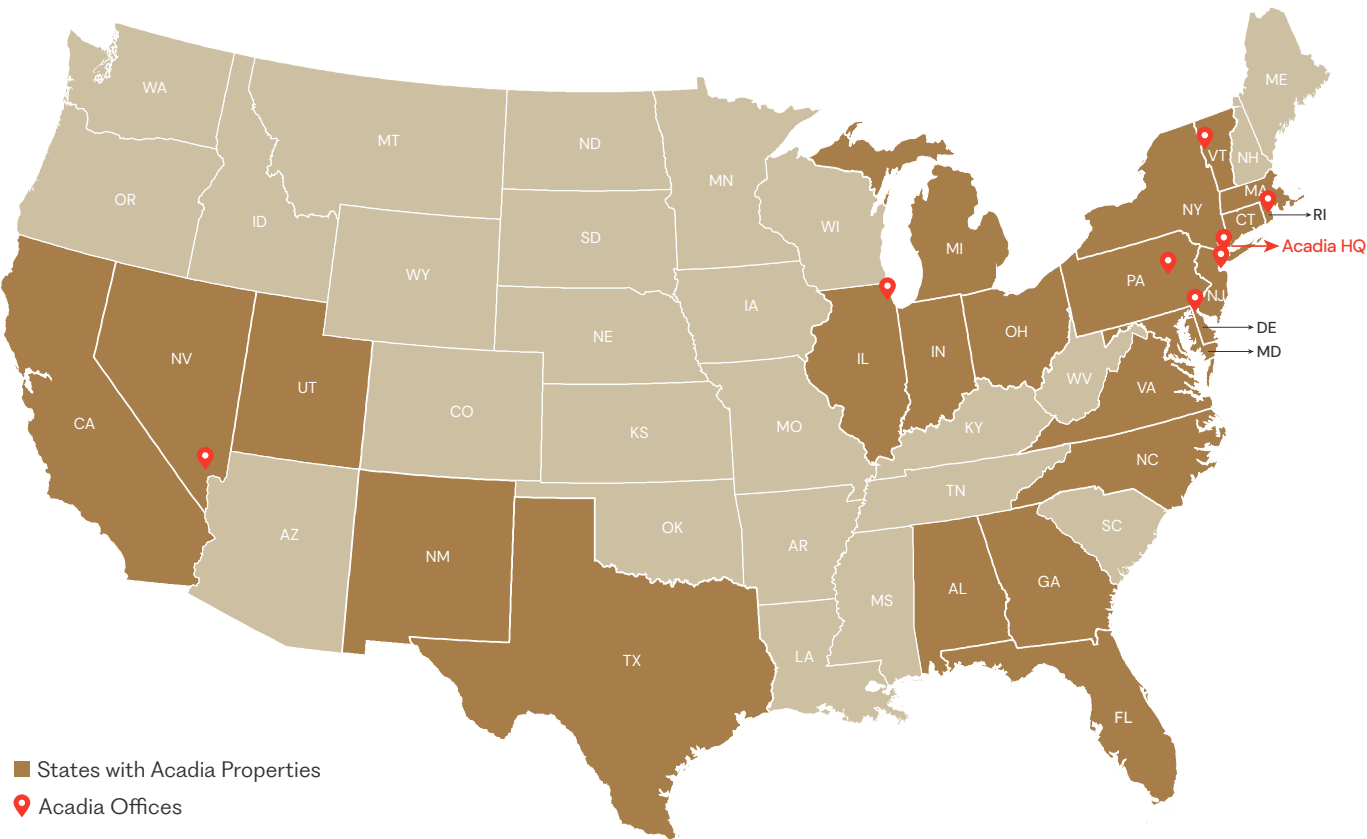 ME
WA
MT
ND
VT
NH
MN
MA
OR
NY
RI
ID
WI
CT
SD
Acadia HQ
MI
WY
PA
NJ
IA
DE
NE
OH
MD
IN
NV
IL
WV
UT
VA
CO
CA
MO
KY
KS
NC
TN
OK
SC
AZ
AR
NM
GA
AL
MS
LA
TX
FL
States with Acadia Properties
Acadia Offices